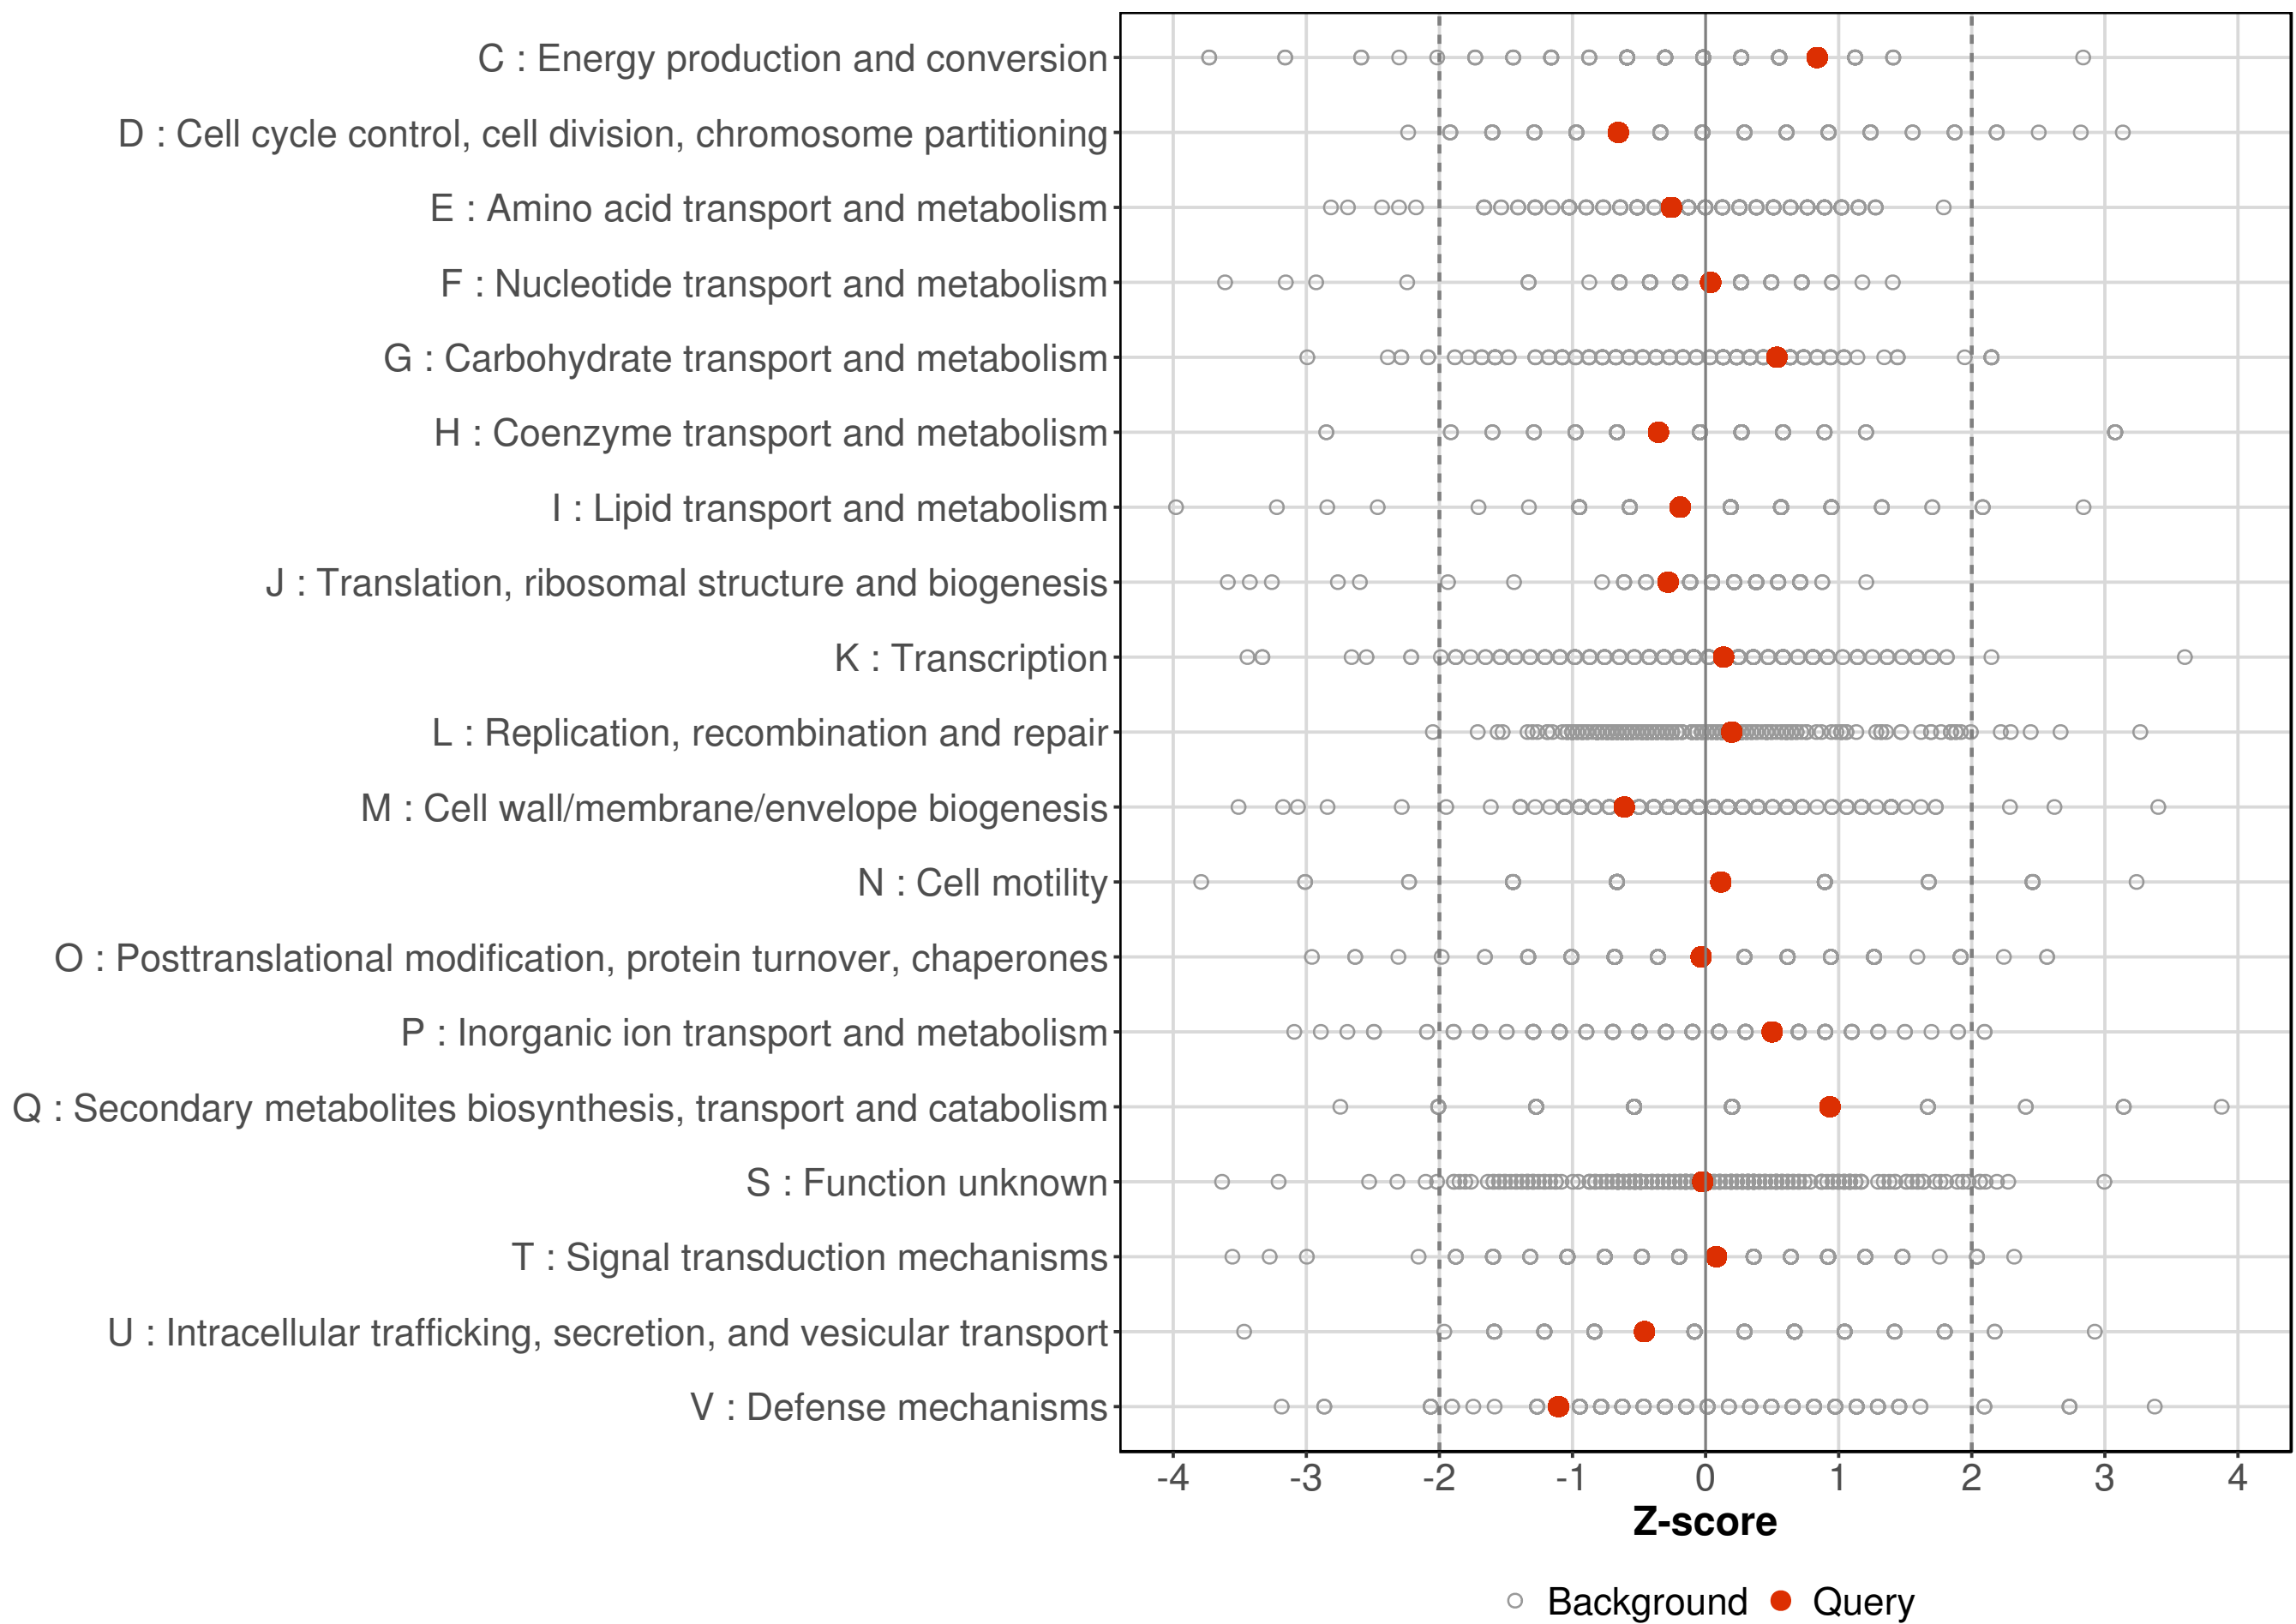 C : Energy production and conversion
D : Cell cycle control, cell division, chromosome partitioning
E : Amino acid transport and metabolism
F : Nucleotide transport and metabolism
G : Carbohydrate transport and metabolism
H : Coenzyme transport and metabolism
I : Lipid transport and metabolism
J : Translation, ribosomal structure and biogenesis
K : Transcription
L : Replication, recombination and repair
M : Cell wall/membrane/envelope biogenesis
N : Cell motility
O : Posttranslational modification, protein turnover, chaperones
P : Inorganic ion transport and metabolism
Q : Secondary metabolites biosynthesis, transport and catabolism
S : Function unknown
T : Signal transduction mechanisms
U : Intracellular trafficking, secretion, and vesicular transport
V : Defense mechanisms
-4 -3 -2 -1 0 1 2 3 4
Z-score
Background Query